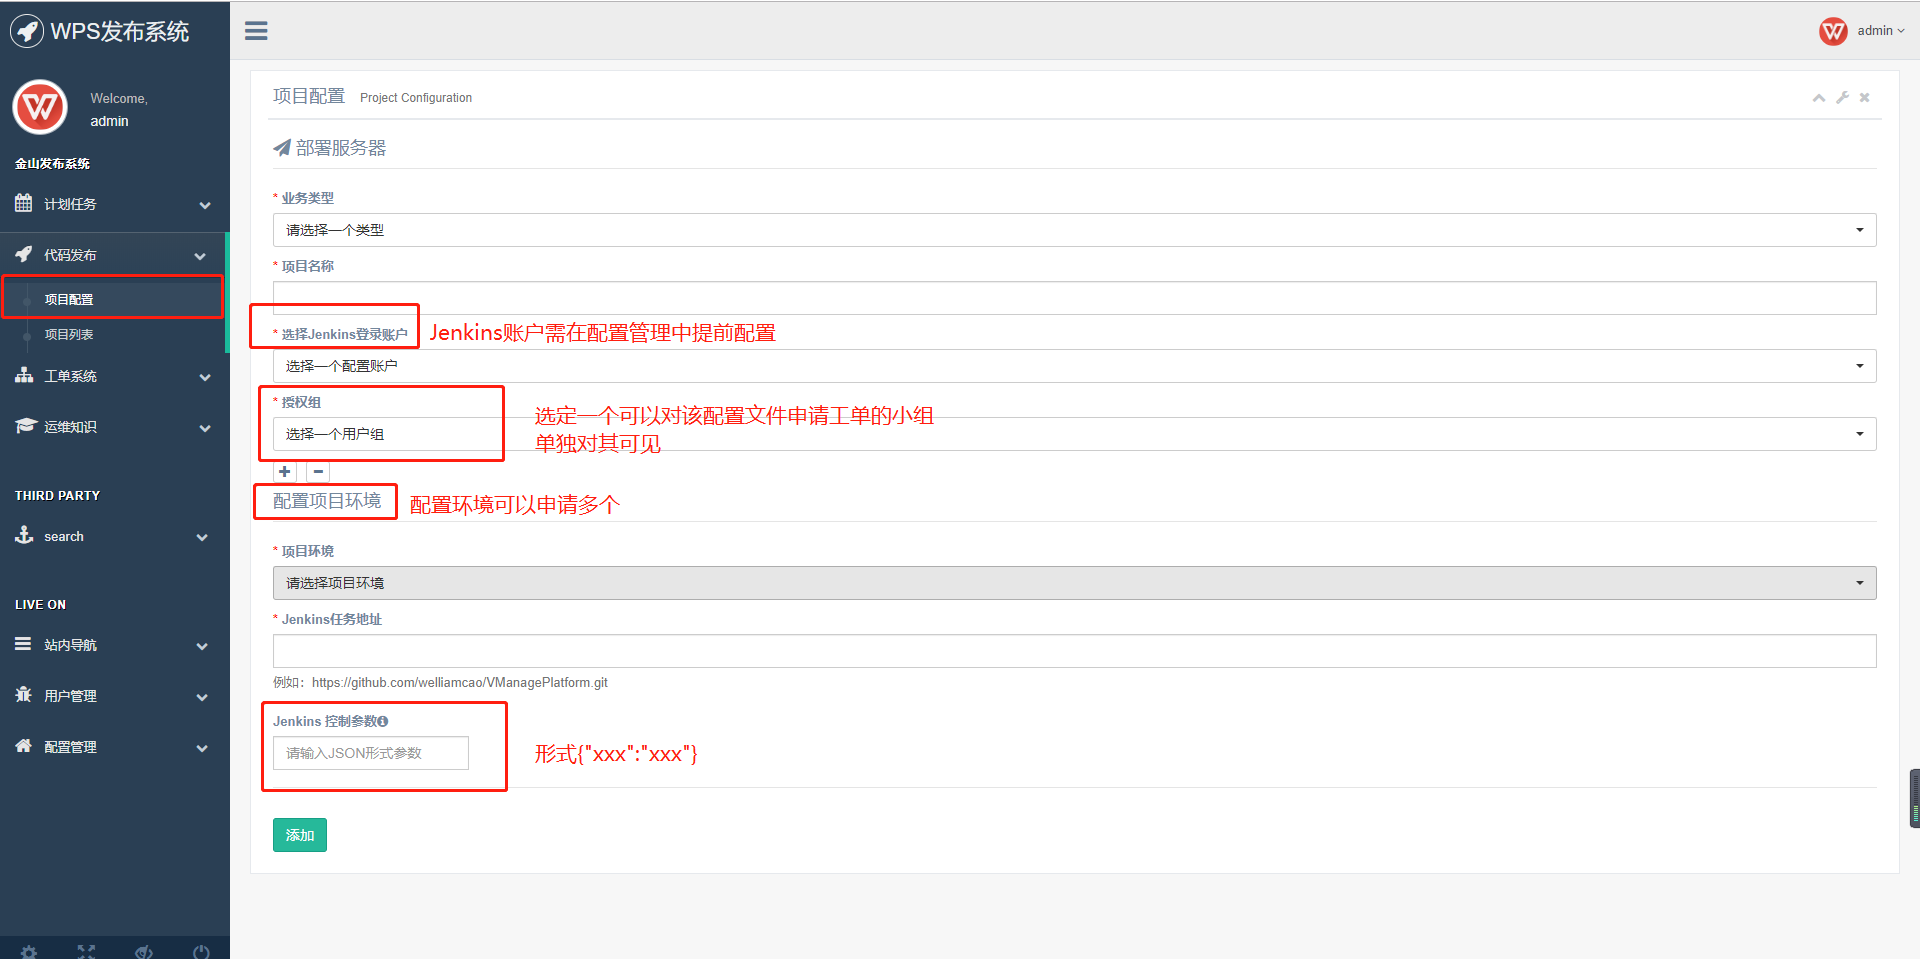 WPS发布系统
admin
Welcome,
admin
金山发布系统
计划任务
代码发布
项目配置
项目列表
工单系统
运维知识
THIRD PARTY
search
LIVE ON
站内导航
用户管理
配置管理
项目配置 Project Configuration
部署服务器
* 业务类型
请选择一个类型
* 项目名称
* 选择Jenkins登录账户
Jenkins账户需在配置管理中提前配置
选择一个配置账户
* 授权组
选择一个用户组
选定一个可以对该配置文件申请工单的小组
单独对其可见
配置项目环境
配置环境可以申请多个
* 项目环境
请选择项目环境
* Jenkins任务地址
例如：https://github.com/welliamcao/VManagePlatform.git
Jenkins 控制参数
请输入JSON形式参数
形式{"xxx":"xxx"}
添加